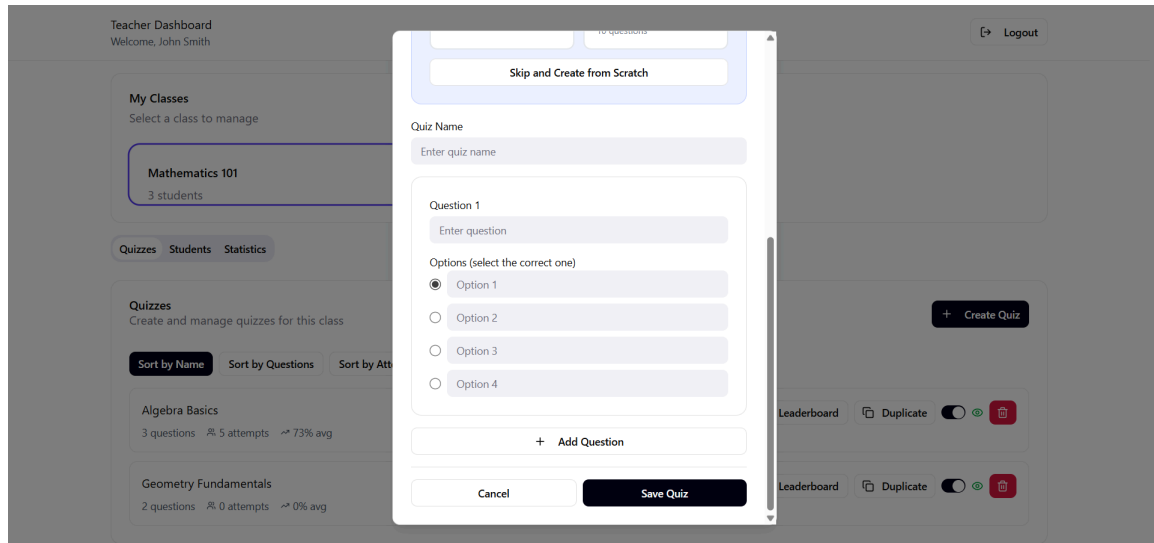 Teacher Dashboard
Welcome, John Smith
Logout
My Classes
Select a class to manage
Mathematics 101
3 students
Quizzes Students Statistics
Quizzes
Create and manage quizzes for this class
+ Create Quiz
Sort by Name Sort by Questions Sort by Att
Algebra Basics
3 questions 5 attempts 73% avg
Leaderboard Duplicate
Geometry Fundamentals
2 questions 0 attempts 0% avg
Leaderboard Duplicate
Skip and Create from Scratch
Quiz Name
Enter quiz name
Question 1
Enter question
Options (select the correct one)
Option 1
Option 2
Option 3
Option 4
+ Add Question
Cancel Save Quiz